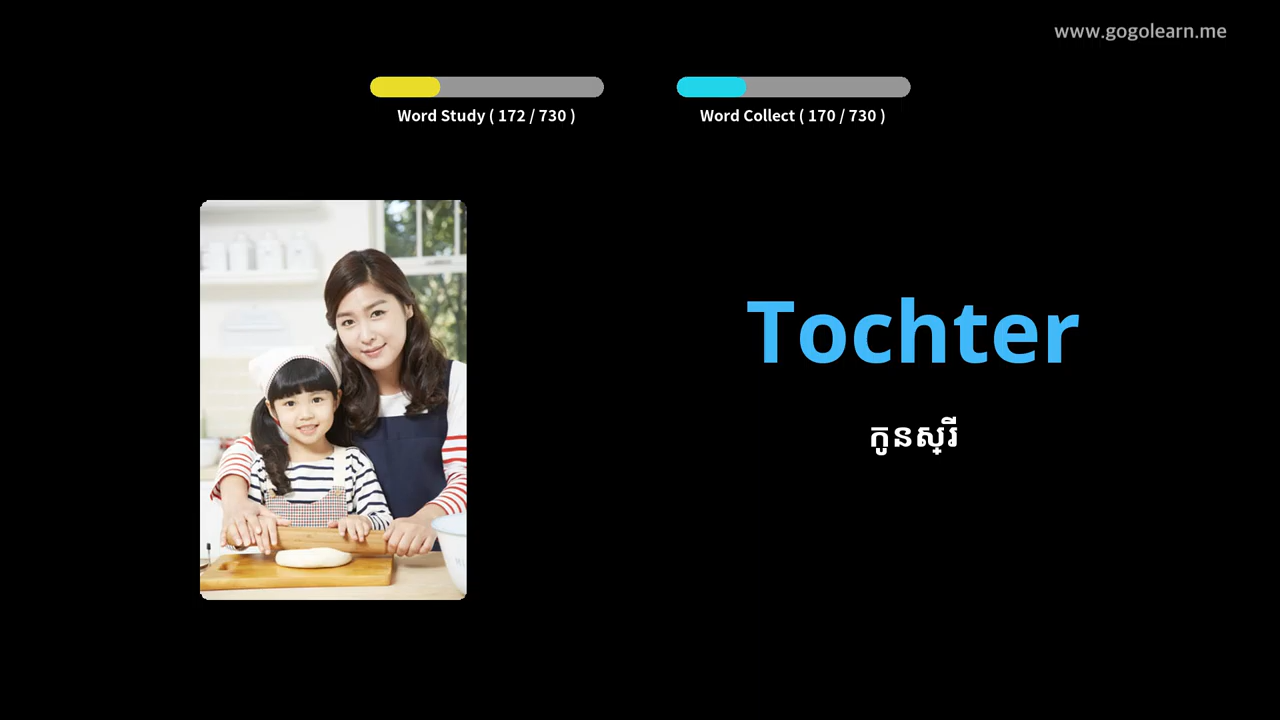 www.gogolearn.me
Word Study ( 172 / 730 )
Word Collect ( 170 / 730 )
Tochter
កូនស្រី